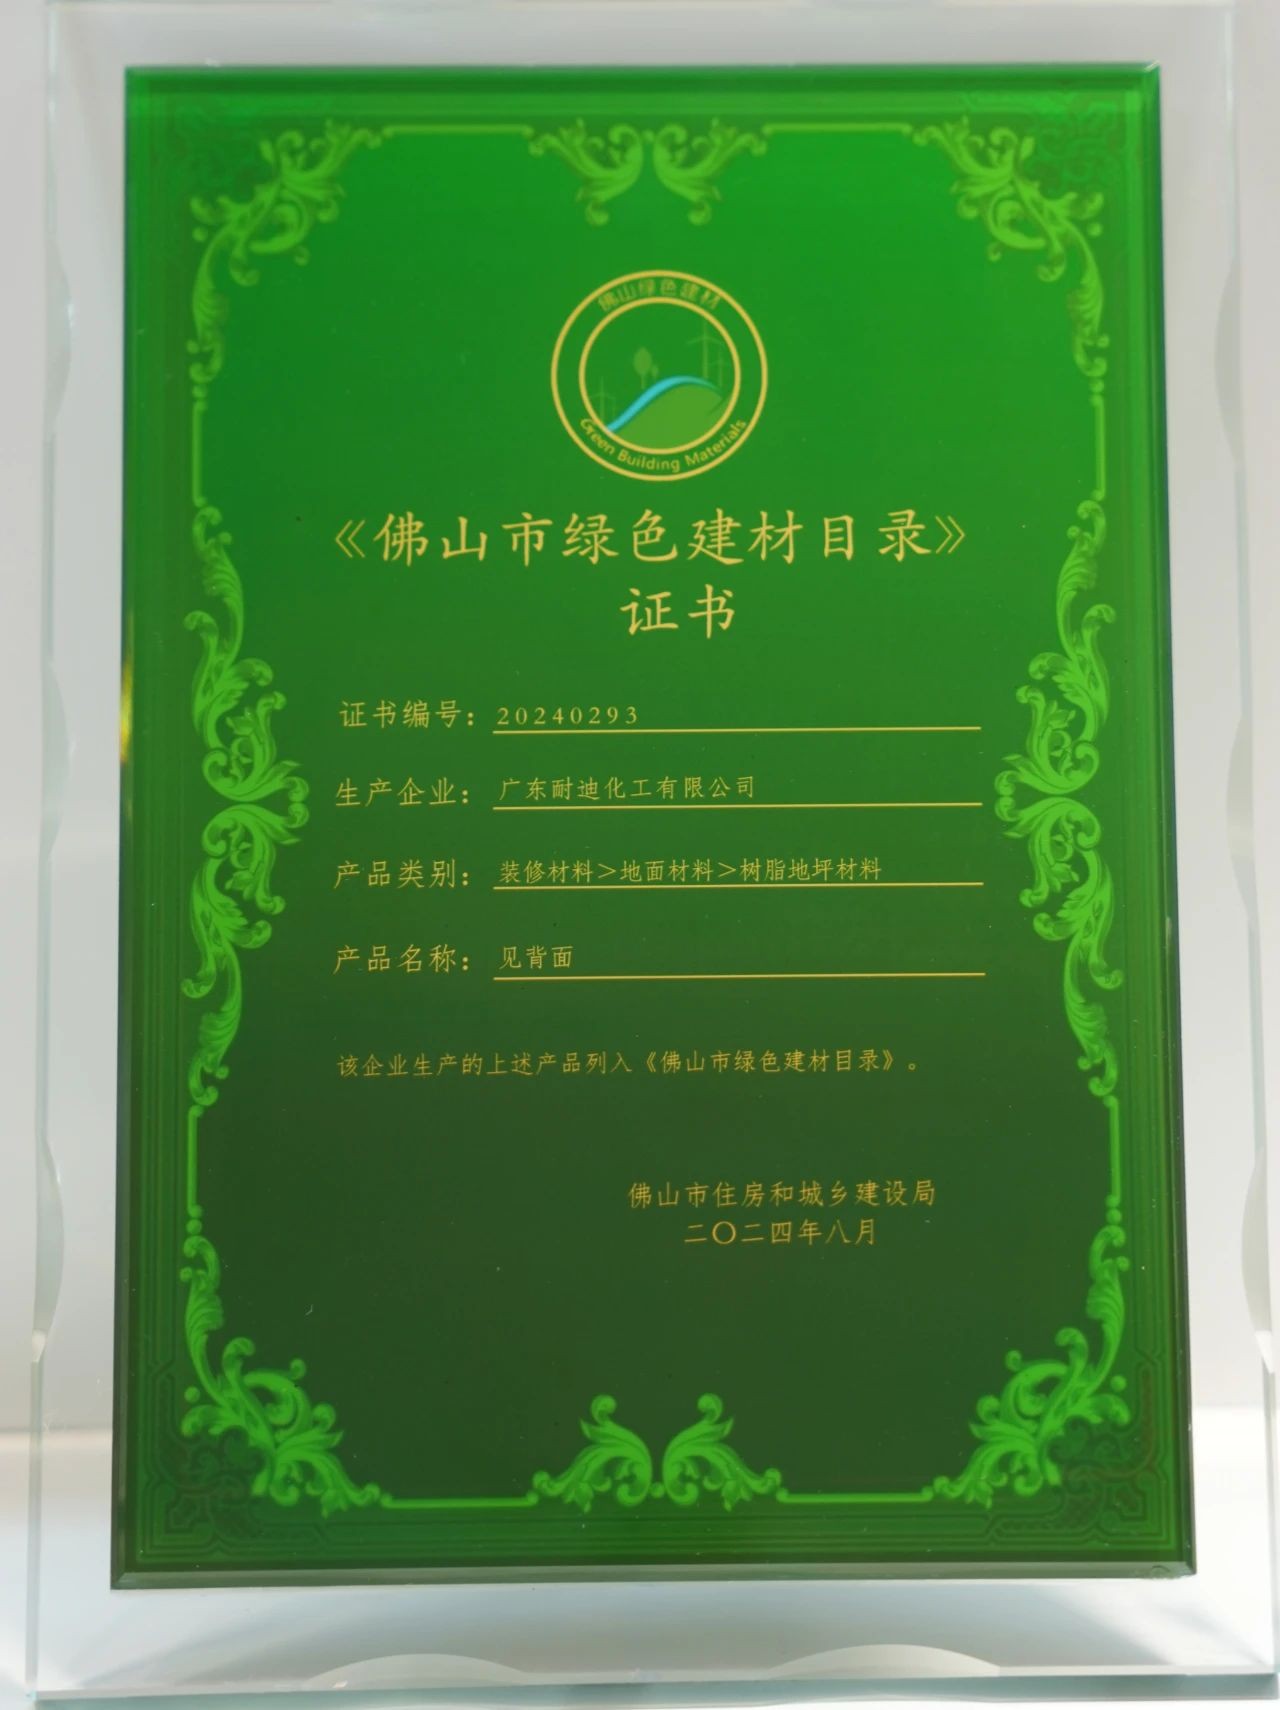 佛山绿色建材
Green Building Materials
《佛山市绿色建材目录》
证书
证书编号：20240293
生产企业：广东耐迪化工有限公司
产品类别：装修材料＞地面材料＞树脂地坪材料
产品名称：见背面
该企业生产的上述产品列入《佛山市绿色建材目录》。
佛山市住房和城乡建设局
二〇二四年八月